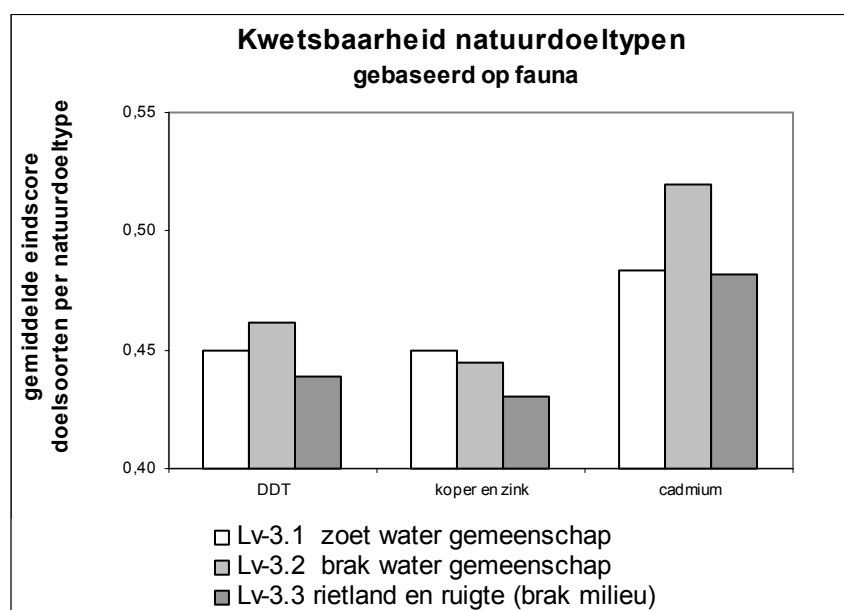 Kwetsbaarheid natuurdoeltypen
gebaseerd op fauna
gemiddelde eindscore
doelsoorten per natuurdoeltype
0,55
0,50
0,45
0,40
DDT
koper en zink
cadmium
Lv-3.1 zoet water gemeenschap
Lv-3.2 brak water gemeenschap
Lv-3.3 rietland en ruigte (brak milieu)